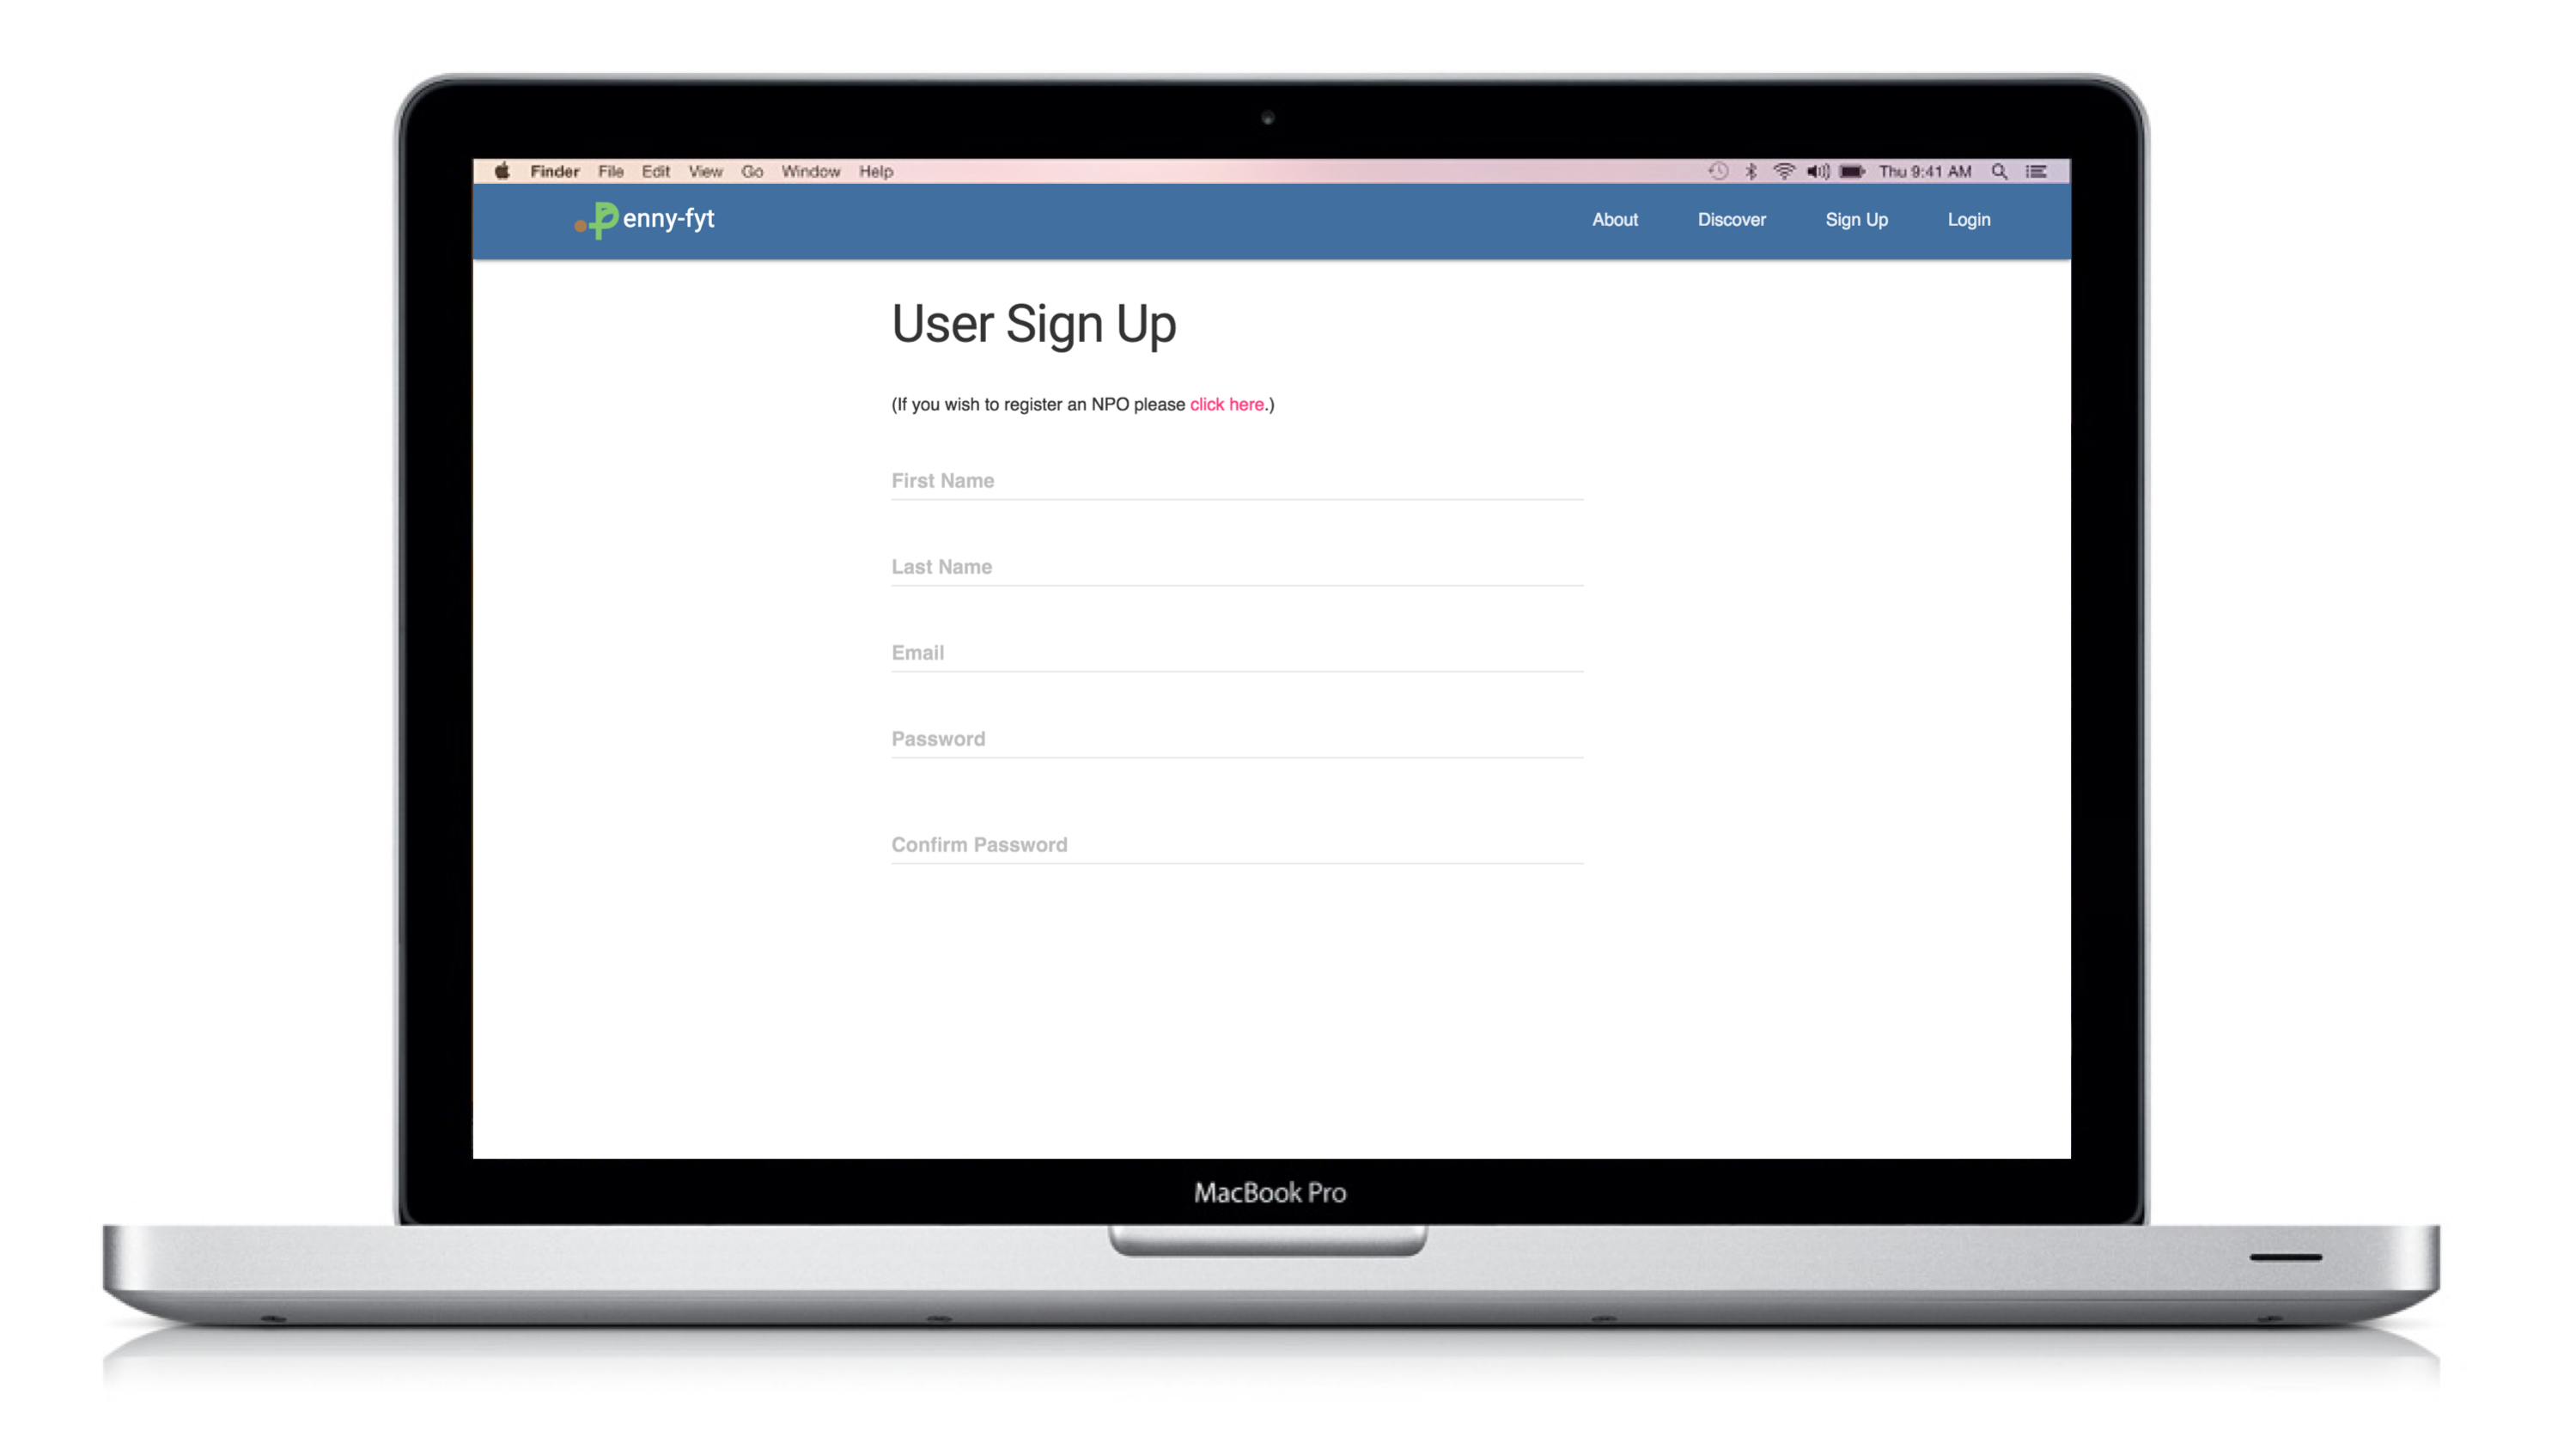 Finder File Edit View Go Window Help Thu 9:41 AM
Penny-fyt About Discover Sign Up Login
User Sign Up
(If you wish to register an NPO please click here.)
First Name
Last Name
Email
Password
Confirm Password
MacBook Pro